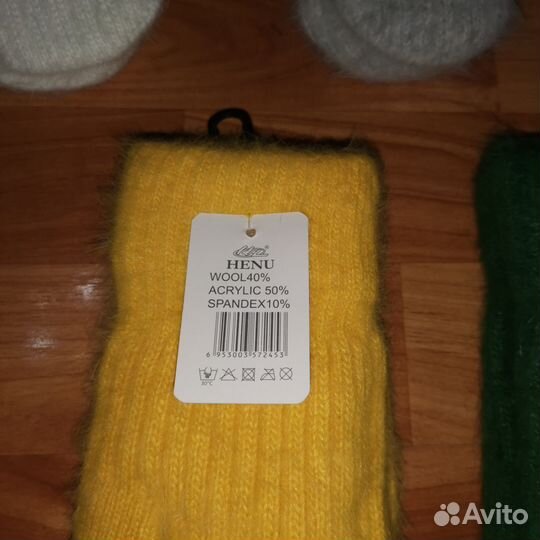 HENU
WOOL40%
ACRYLIC 50%
SPANDEX10%
6 953003 572453
30°C
Avito